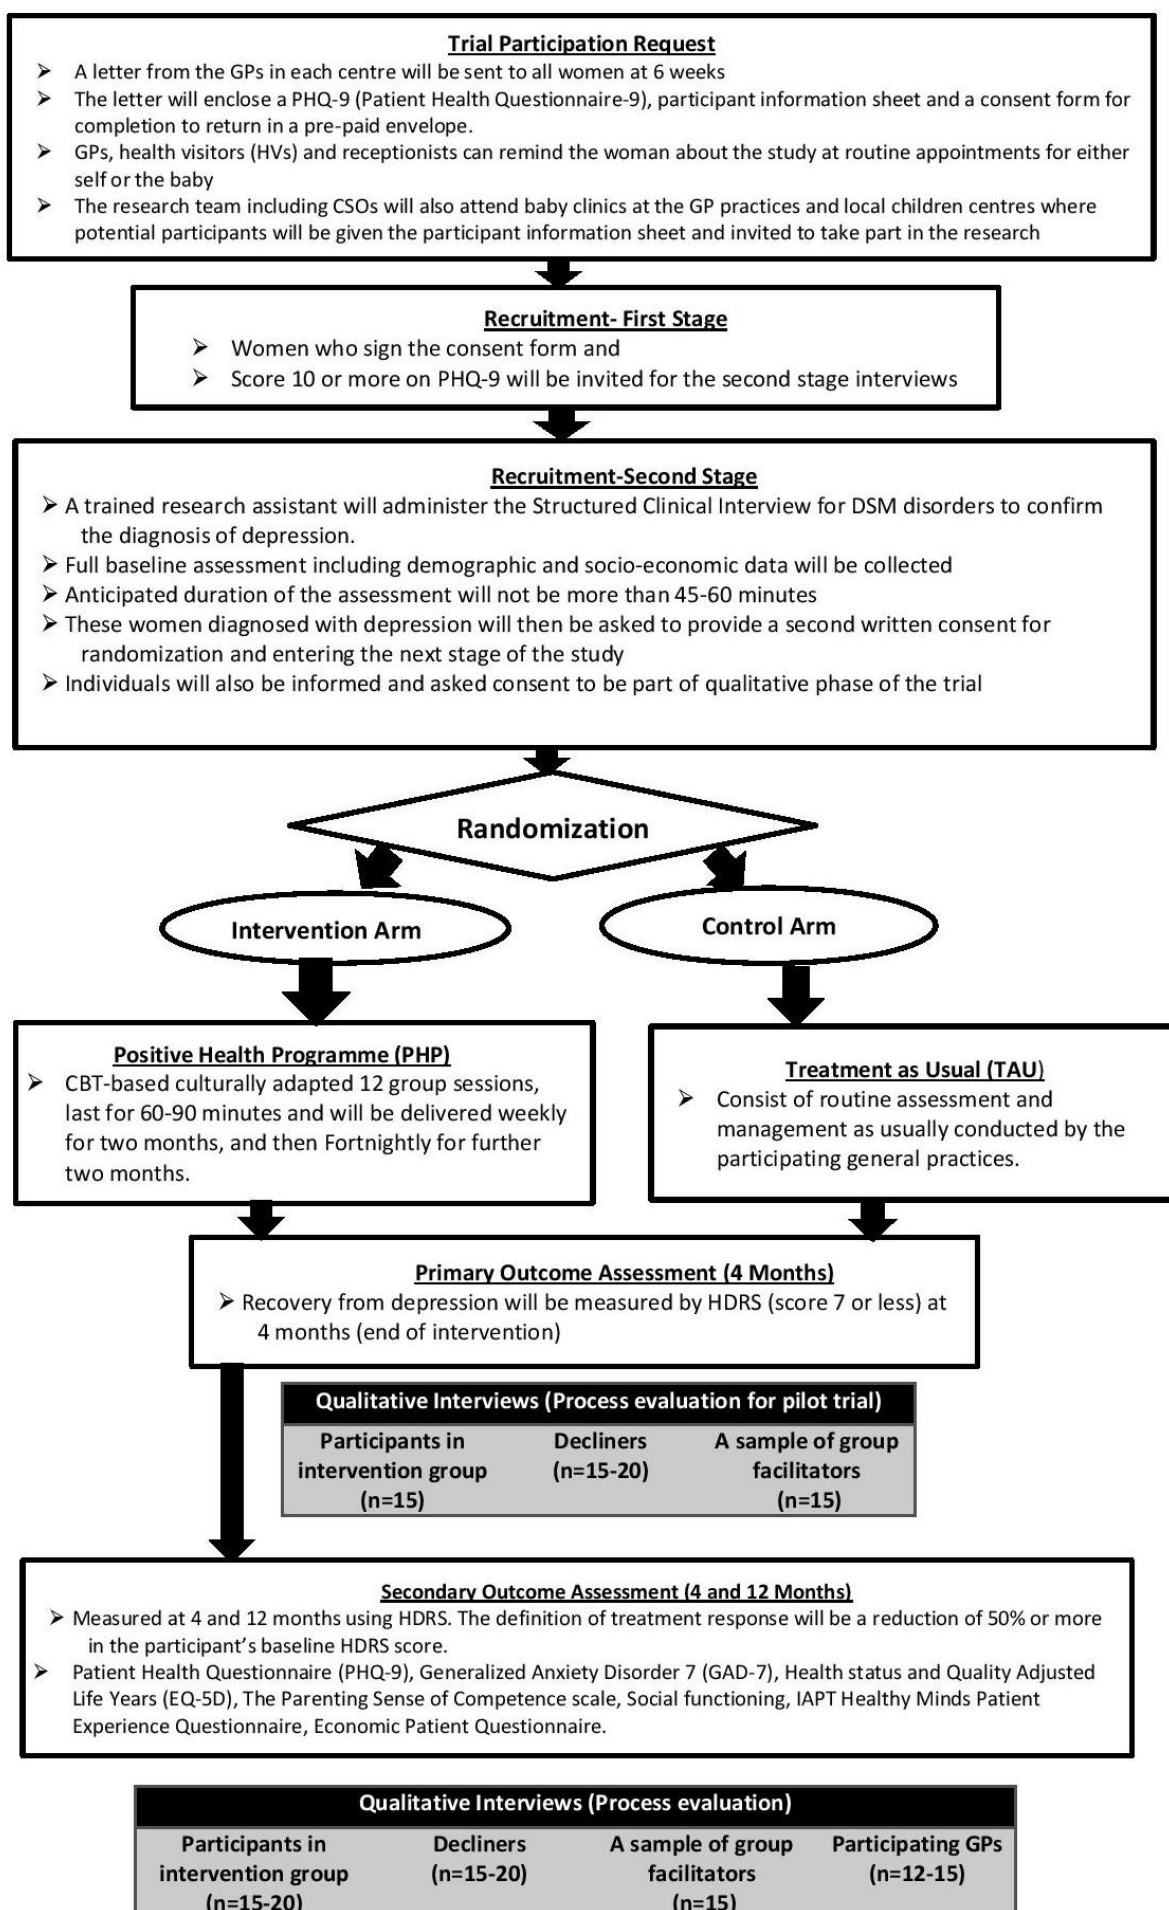 Trial Participation Request
➢ A letter from the GPs in each centre will be sent to all women at 6 weeks
➢ The letter will enclose a PHQ-9 (Patient Health Questionnaire-9), participant information sheet and a consent form for
completion to return in a pre-paid envelope.
➢ GPs, health visitors (HVs) and receptionists can remind the woman about the study at routine appointments for either
self or the baby
➢ The research team including CSOs will also attend baby clinics at the GP practices and local children centres where
potential participants will be given the participant information sheet and invited to take part in the research
Recruitment- First Stage
➢ Women who sign the consent form and
➢ Score 10 or more on PHQ-9 will be invited for the second stage interviews
Recruitment-Second Stage
➢ A trained research assistant will administer the Structured Clinical Interview for DSM disorders to confirm
the diagnosis of depression.
➢ Full baseline assessment including demographic and socio-economic data will be collected
➢ Anticipated duration of the assessment will not be more than 45-60 minutes
➢ These women diagnosed with depression will then be asked to provide a second written consent for
randomization and entering the next stage of the study
➢ Individuals will also be informed and asked consent to be part of qualitative phase of the trial
Randomization
Intervention Arm
Control Arm
Positive Health Programme (PHP)
➢ CBT-based culturally adapted 12 group sessions,
last for 60-90 minutes and will be delivered weekly
for two months, and then Fortnightly for further
two months.
Treatment as Usual (TAU)
➢ Consist of routine assessment and
management as usually conducted by the
participating general practices.
Primary Outcome Assessment (4 Months)
➢ Recovery from depression will be measured by HDRS (score 7 or less) at
4 months (end of intervention)
Qualitative Interviews (Process evaluation for pilot trial)
Participants in
intervention group
(n=15)
Decliners
(n=15-20)
A sample of group
facilitators
(n=15)
Secondary Outcome Assessment (4 and 12 Months)
➢ Measured at 4 and 12 months using HDRS. The definition of treatment response will be a reduction of 50% or more
in the participant's baseline HDRS score.
➢ Patient Health Questionnaire (PHQ-9), Generalized Anxiety Disorder 7 (GAD-7), Health status and Quality Adjusted
Life Years (EQ-5D), The Parenting Sense of Competence scale, Social functioning, IAPT Healthy Minds Patient
Experience Questionnaire, Economic Patient Questionnaire.
Qualitative Interviews (Process evaluation)
Participants in
intervention group
(n=15-20)
Decliners
(n=15-20)
A sample of group
facilitators
(n=15)
Participating GPs
(n=12-15)